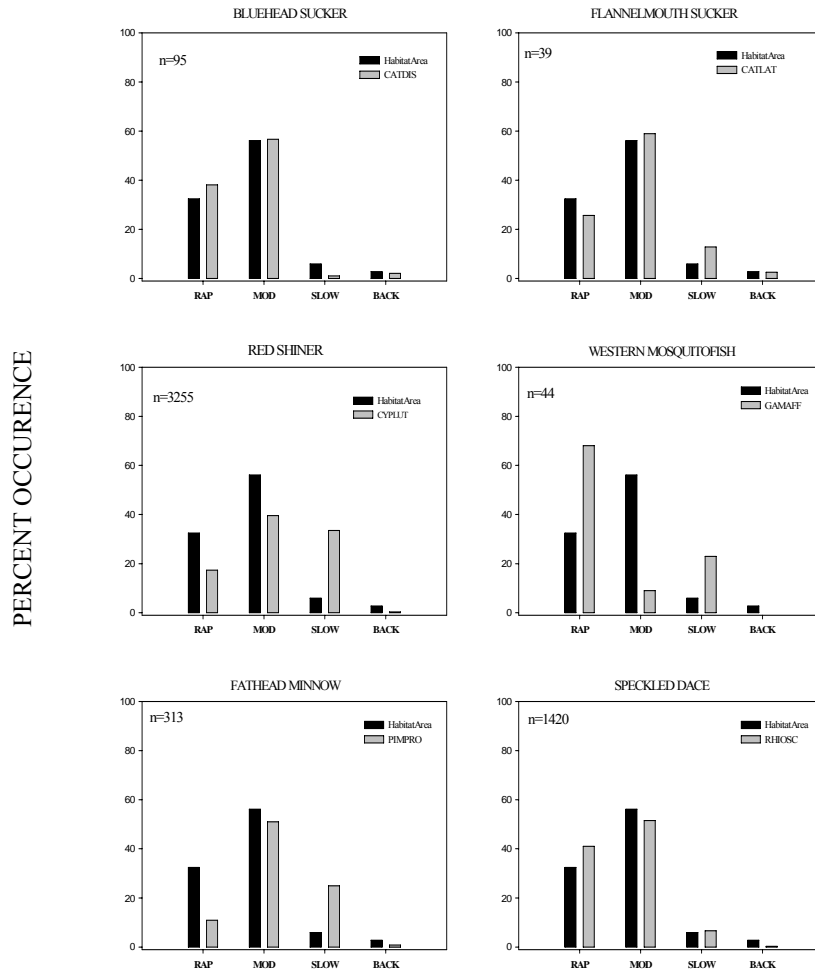 PERCENT OCCURENCE
BLUEHEAD SUCKER
n=95
HabitatArea
CATDIS
100
80
60
40
20
0
RAP MOD SLOW BACK
FLANNELMOUTH SUCKER
n=39
HabitatArea
CATLAT
100
80
60
40
20
0
RAP MOD SLOW BACK
RED SHINER
n=3255
HabitatArea
CYPLUT
100
80
60
40
20
0
RAP MOD SLOW BACK
WESTERN MOSQUITOFISH
n=44
HabitatArea
GAMAFF
100
80
60
40
20
0
RAP MOD SLOW BACK
FATHEAD MINNOW
n=313
HabitatArea
PIMPRO
100
80
60
40
20
0
RAP MOD SLOW BACK
SPECKLED DACE
n=1420
HabitatArea
RHIOSC
100
80
60
40
20
0
RAP MOD SLOW BACK